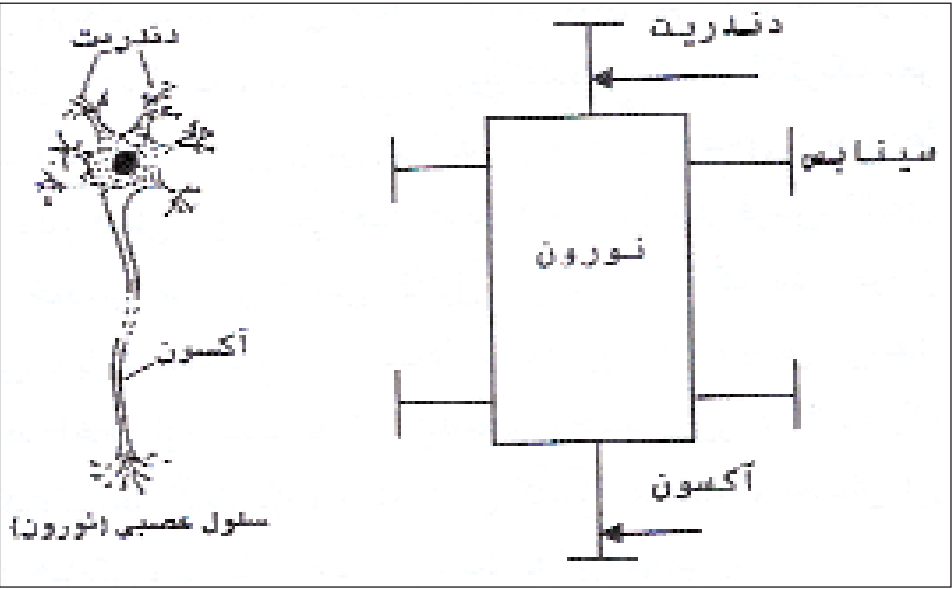 دندریت
آکسون
سلول عصبی (نورون)
دندریت
سیناپس
نورون
آکسون